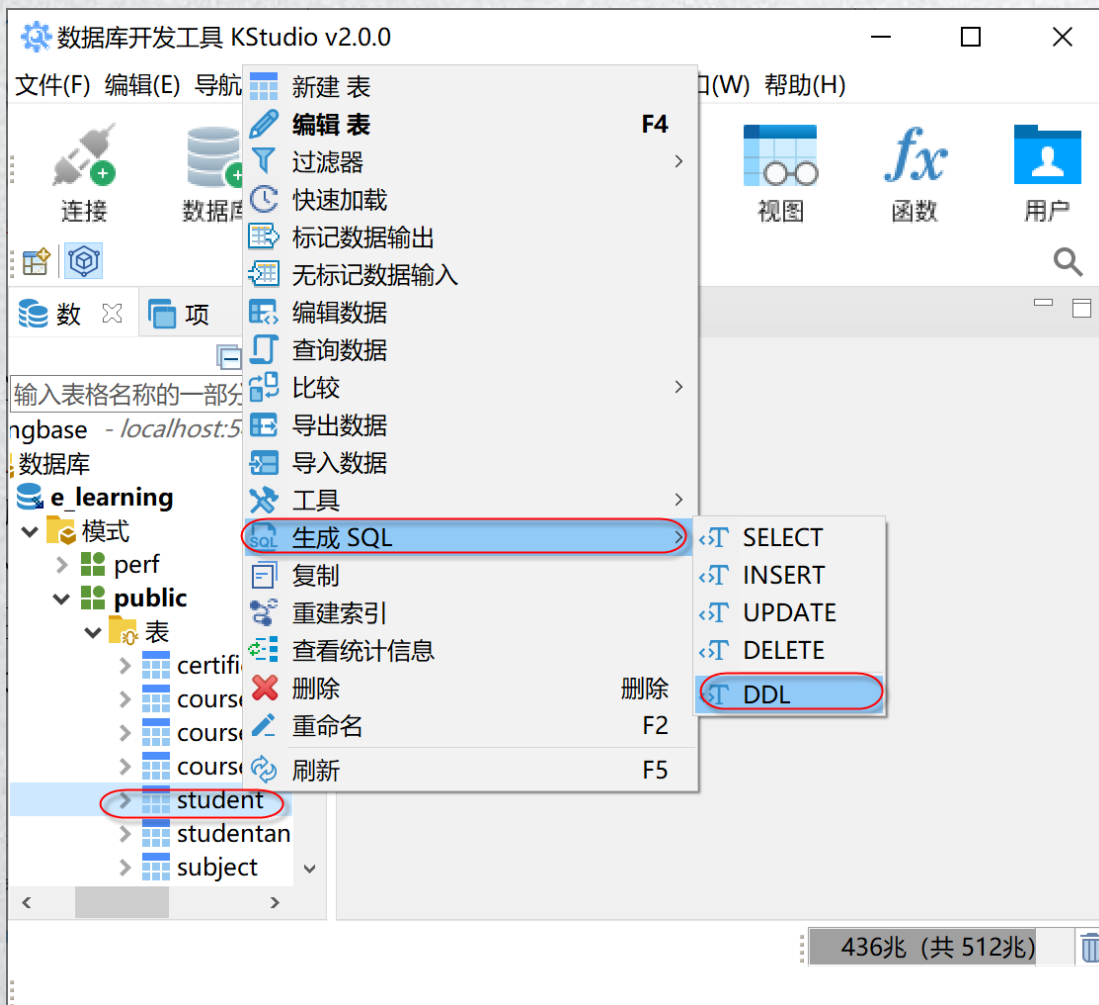 数据库开发工具 KStudio v2.0.0
文件(F) 编辑(E) 导航
(W) 帮助(H)
连接
数据库
视图
函数
用户
数
项
输入表格名称的一部分
ngbase - localhost:5
数据库
e_learning
模式
perf
public
表
certific
course
course
course
student
studentan
subject
新建 表
编辑 表 F4
过滤器
快速加载
标记数据输出
无标记数据输入
编辑数据
查询数据
比较
导出数据
导入数据
工具
SQL 生成 SQL
复制
重建索引
查看统计信息
删除 删除
重命名 F2
刷新 F5
SELECT
INSERT
UPDATE
DELETE
DDL
436兆 (共 512兆)